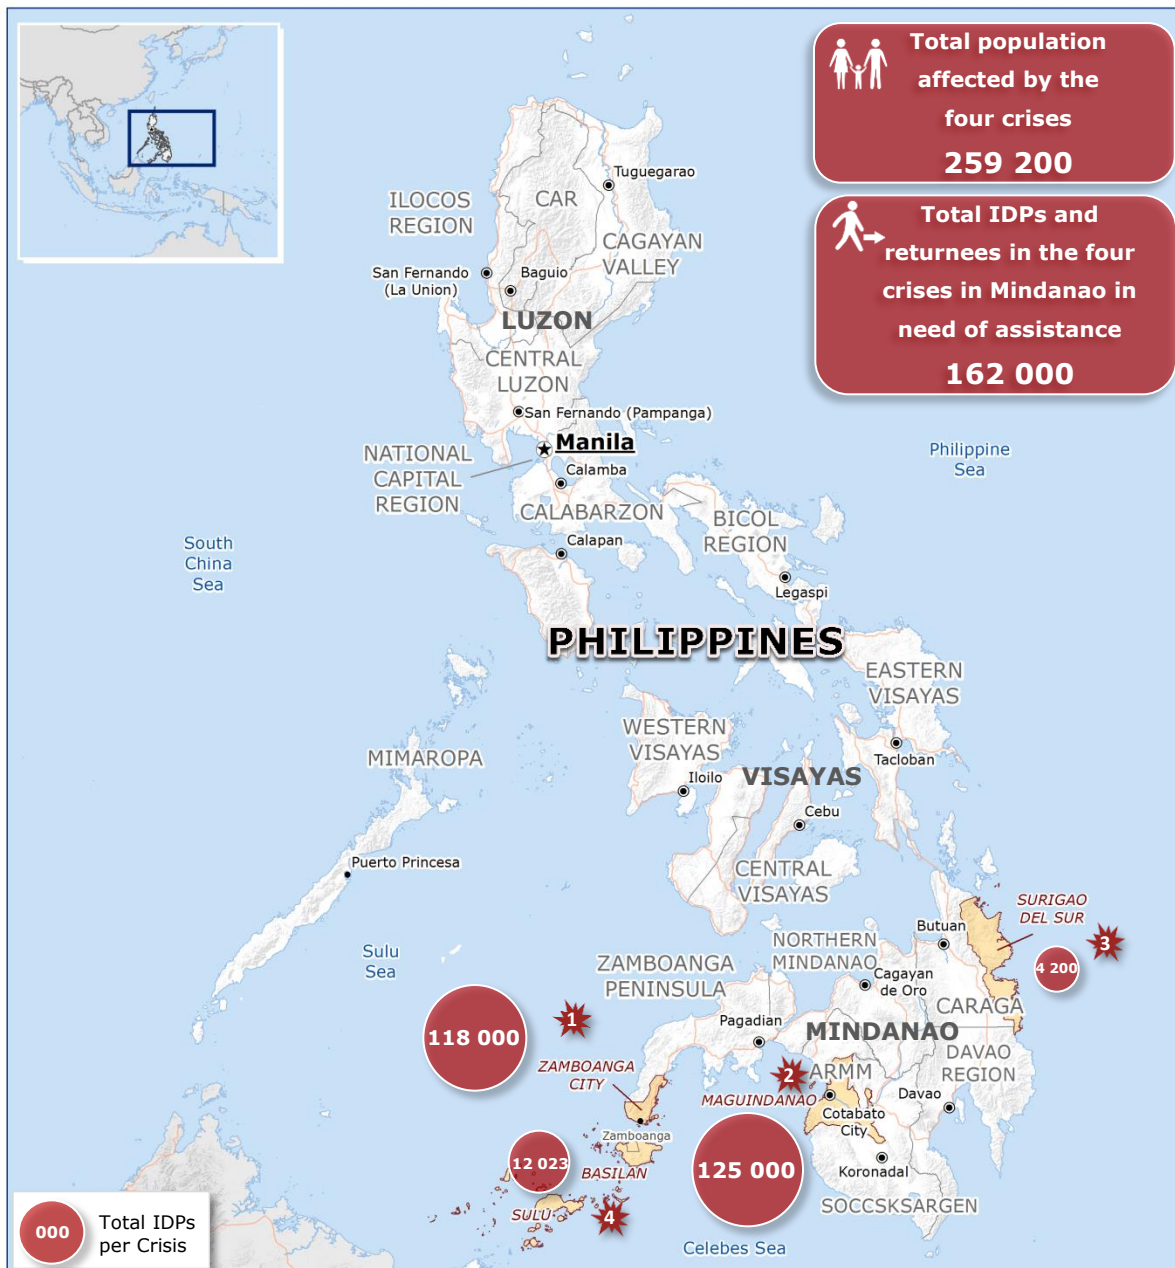 Total population
affected by the
four crises
259 200
Total IDPs and
returnees in the four
crises in Mindanao in
need of assistance
162 000
Tuguegarao
ILOCOS
REGION
CAR
CAGAYAN
VALLEY
San Fernando
(La Union)
Baguio
LUZON
CENTRAL
LUZON
San Fernando (Pampanga)
Manila
NATIONAL
CAPITAL
REGION
Calamba
CALABARZON
Philippine
Sea
BICOL
REGION
South
China
Sea
Calapan
Legaspi
PHILIPPINES
EASTERN
VISAYAS
WESTERN
VISAYAS
MIMAROPA
Tacloban
VISAYAS
Iloilo
Cebu
Puerto Princesa
CENTRAL
VISAYAS
SURIGAO
DEL SUR
Butuan
3
4 200
Sulu
Sea
NORTHERN
MINDANAO
ZAMBOANGA
PENINSULA
Cagayan
de Oro
CARAGA
118 000
1
Pagadian
MINDANAO
ZAMBOANGA
CITY
2
ARMM
DAVAO
REGION
MAGUINDANAO
Davao
Cotabato
City
Zamboanga
12 023
BASILAN
125 000
Koronadal
SULU
4
SOCCSKSARGEN
Celebes Sea
000
Total IDPs
per Crisis